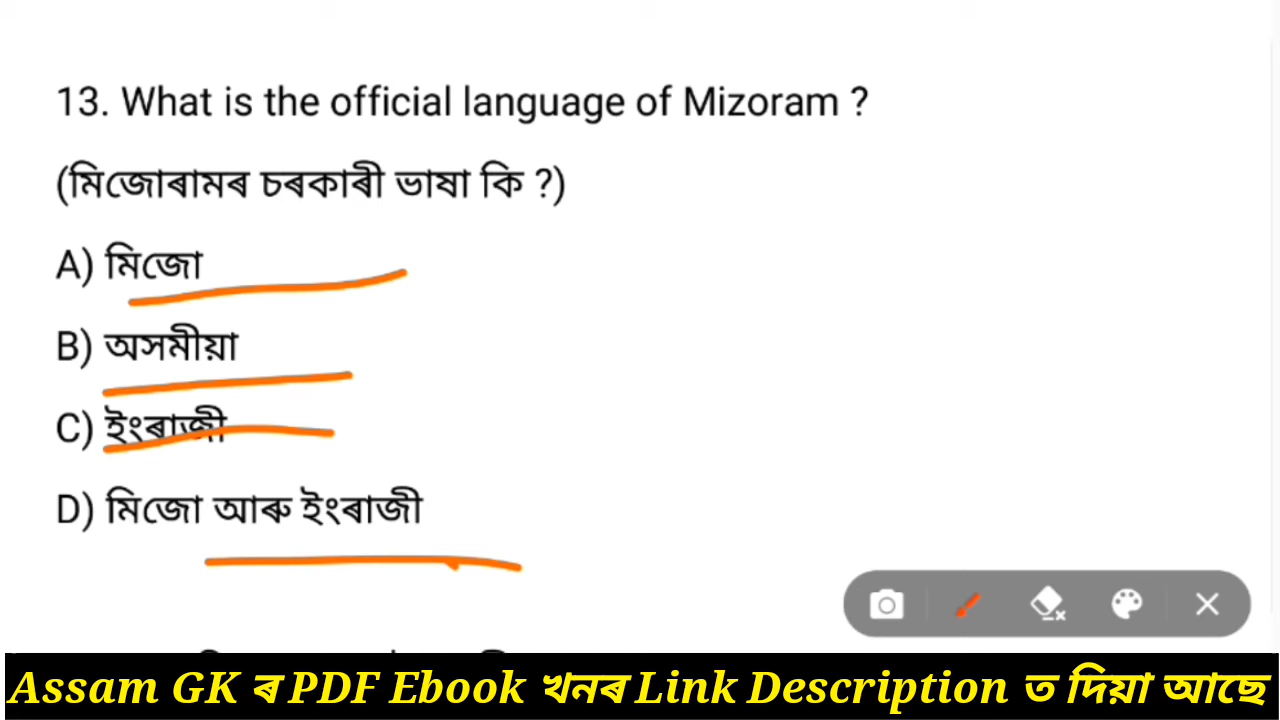 13. What is the official language of Mizoram ?
(মিজোৰামৰ চৰকাৰী ভাষা কি ?)
A) মিজো
B) অসমীয়া
C) ইংৰাজী
D) মিজো আৰু ইংৰাজী
Assam GK ৰ PDF Ebook খনৰ Link Description ত দিয়া আছে